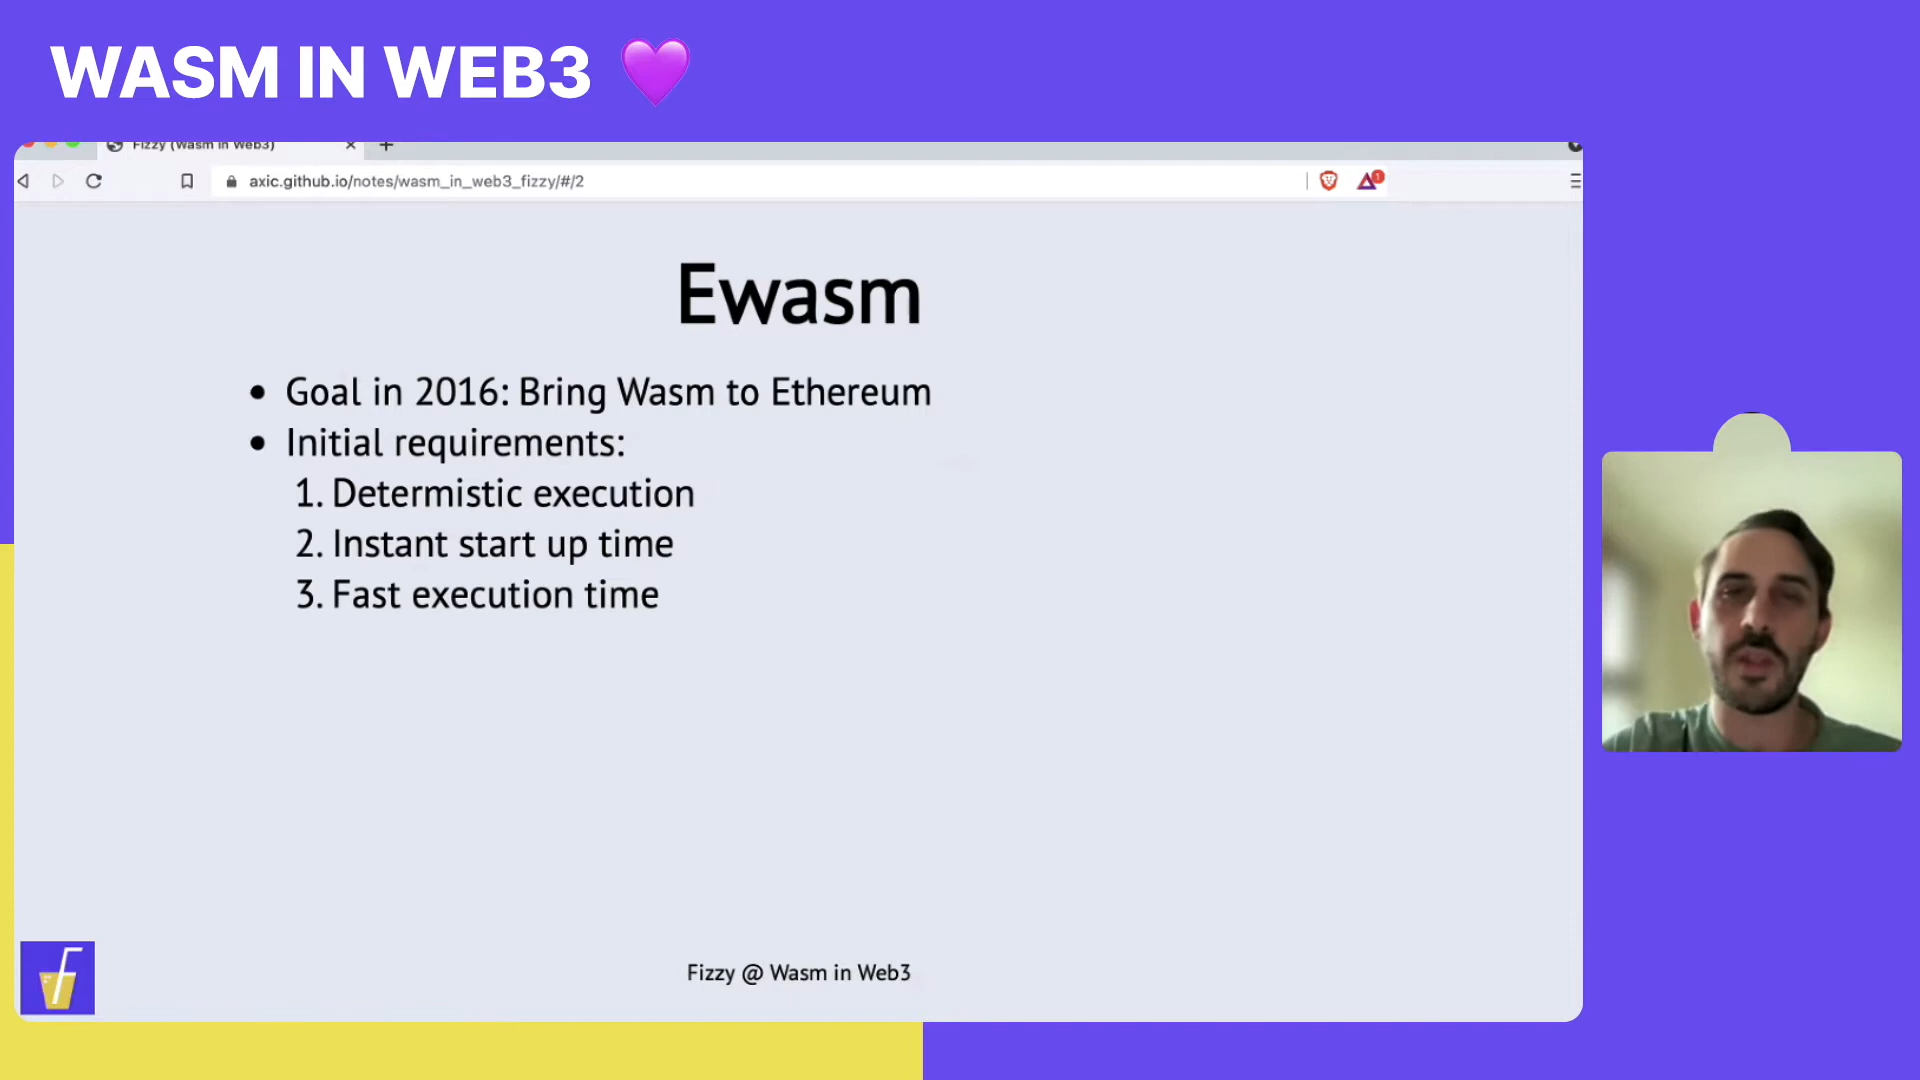 WASM IN WEB3 💜
Fizzy (Wasm in Web3)
axic.github.io/notes/wasm_in_web3_fizzy/#/2
1
Ewasm
• Goal in 2016: Bring Wasm to Ethereum
• Initial requirements:
1. Determistic execution
2. Instant start up time
3. Fast execution time
Fizzy @ Wasm in Web3